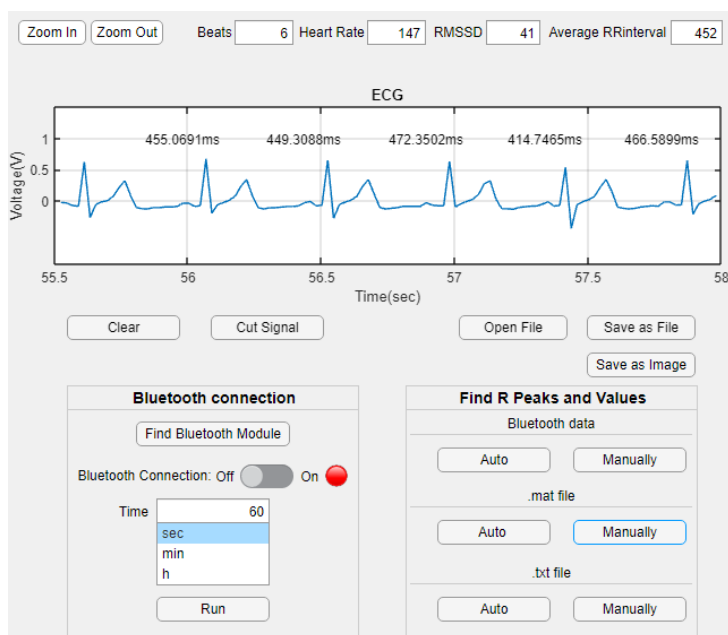 Zoom In Zoom Out Beats 6 Heart Rate 147 RMSSD 41 Average RRinterval 452
ECG
455.0691ms 449.3088ms 472.3502ms 414.7465ms 466.5899ms
1
0.5
0
Voltage(V)
55.5 56 56.5 57 57.5 58
Time(sec)
Clear Cut Signal Open File Save as File
Save as Image
Bluetooth connection
Find Bluetooth Module
Bluetooth Connection: Off On
Time 60
sec
min
h
Run
Find R Peaks and Values
Bluetooth data
Auto Manually
.mat file
Auto Manually
.txt file
Auto Manually